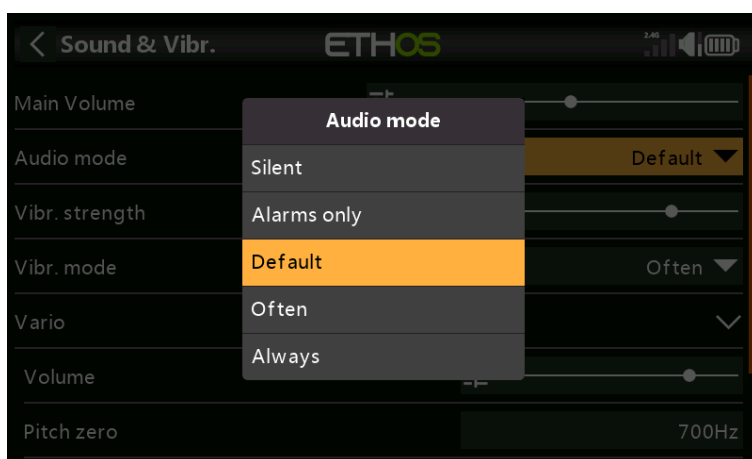 Sound & Vibr.
ETHOS
2.4G
Main Volume
Audio mode
Default
Vibr. strength
Vibr. mode
Often
Vario
Volume
Pitch zero
700Hz
Audio mode
Silent
Alarms only
Default
Often
Always